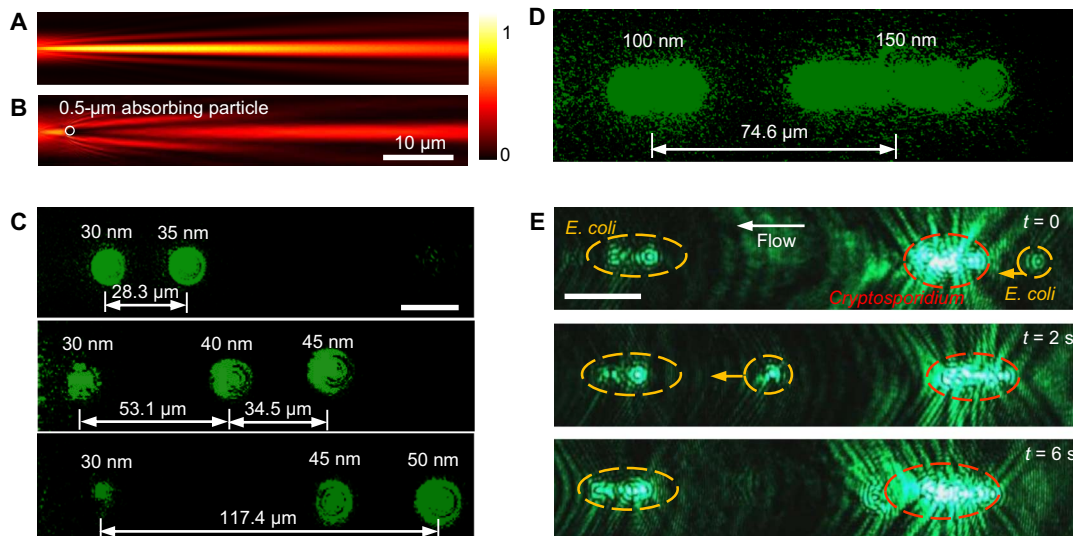 A
1
0
B
0.5-μm absorbing particle
10 μm
C
30 nm
35 nm
28.3 μm
30 nm
40 nm
45 nm
53.1 μm
34.5 μm
30 nm
45 nm
50 nm
117.4 μm
D
100 nm
150 nm
74.6 μm
E
E. coli
Flow
t = 0
Cryptosporidium
E. coli
t = 2 s
t = 6 s